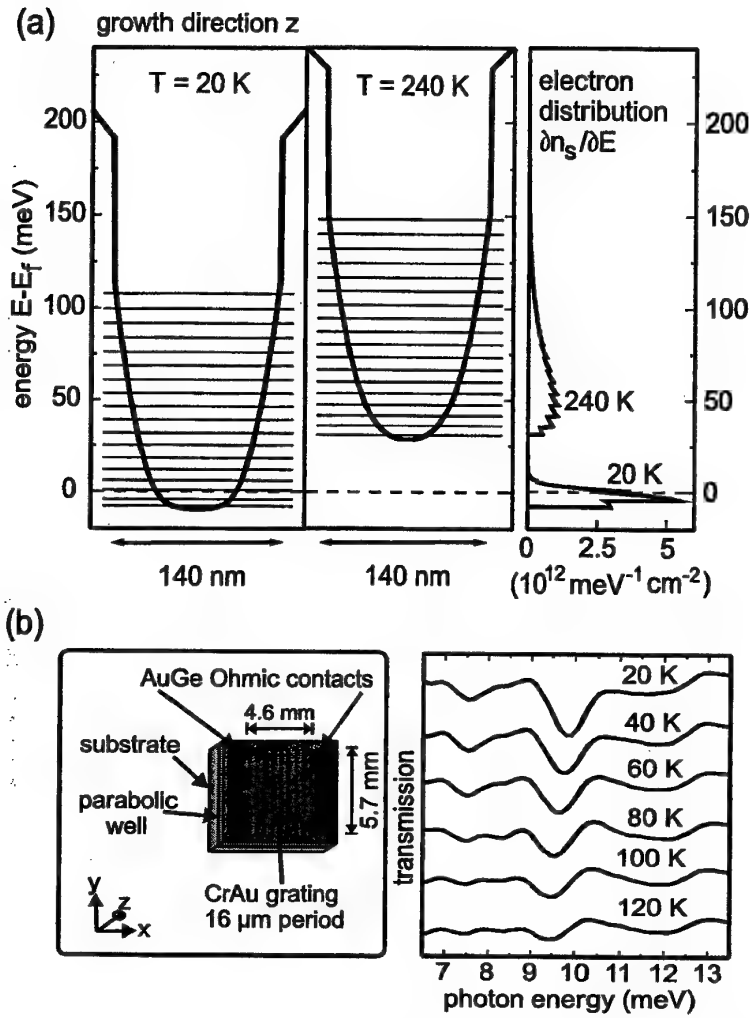 (a)
growth direction z
T = 20 K
T = 240 K
electron
distribution
∂nₛ/∂E
energy E-E_f (meV)
200
150
100
50
0
200
150
100
50
0
240 K
20 K
140 nm
140 nm
0 2.5 5
(10¹² meV⁻¹ cm⁻²)
(b)
AuGe Ohmic contacts
4.6 mm
substrate
parabolic
well
5.7 mm
CrAu grating
16 µm period
y
z
x
transmission
20 K
40 K
60 K
80 K
100 K
120 K
7 8 9 10 11 12 13
photon energy (meV)